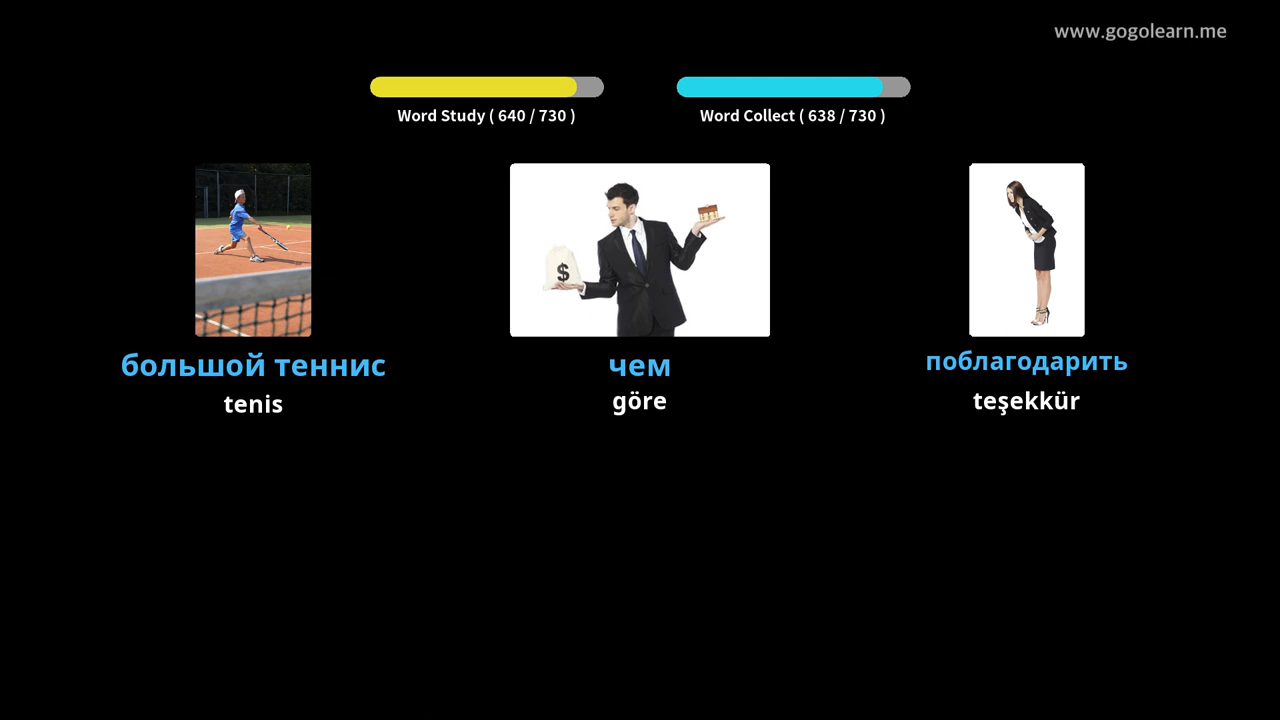 www.gogolearn.me
Word Study ( 640 / 730 )
Word Collect ( 638 / 730 )
$
большой теннис
чем
поблагодарить
tenis
göre
teşekkür